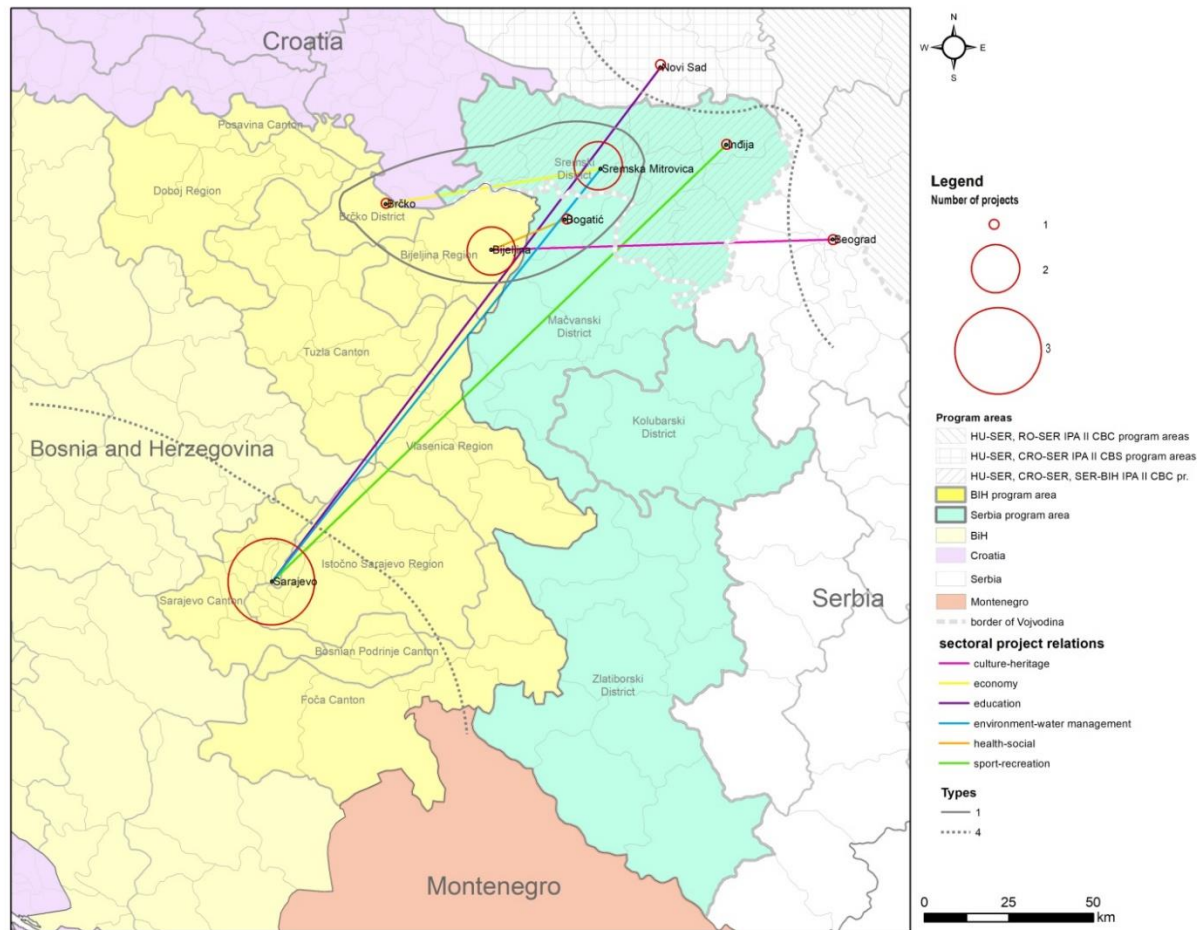 Croatia
Novi Sad
Posavina Canton
Inđija
Sremski
District
Sremska Mitrovica
Doboj Region
Brčko
Brčko District
Bogatić
Bijeljina
Bijeljina Region
Beograd
Mačvanski
District
Tuzla Canton
Kolubarski
District
Bosnia and Herzegovina
Vlasenica Region
Istočno Sarajevo Region
Sarajevo
Sarajevo Canton
Serbia
Bosnian Podrinje Canton
Zlatiborski
District
Foča Canton
Montenegro
N
W
E
S
Legend
Number of projects
1
2
3
Program areas
HU-SER, RO-SER IPA II CBC program areas
HU-SER, CRO-SER IPA II CBS program areas
HU-SER, CRO-SER, SER-BIH IPA II CBC pr.
BIH program area
Serbia program area
BiH
Croatia
Serbia
Montenegro
border of Vojvodina
sectoral project relations
culture-heritage
economy
education
environment-water management
health-social
sport-recreation
Types
1
4
0 25 50
km